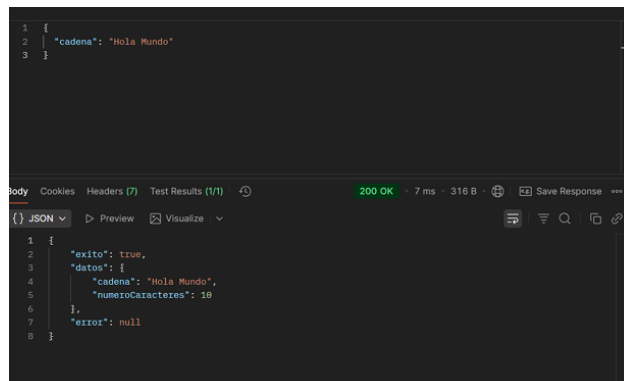 1 {
2 "cadena": "Hola Mundo"
3 }
Body Cookies Headers (7) Test Results (1/1) 200 OK • 7 ms • 316 B • Save Response
{} JSON Preview Visualize
1 {
2 "exito": true,
3 "datos": {
4 "cadena": "Hola Mundo",
5 "numeroCaracteres": 10
6 },
7 "error": null
8 }